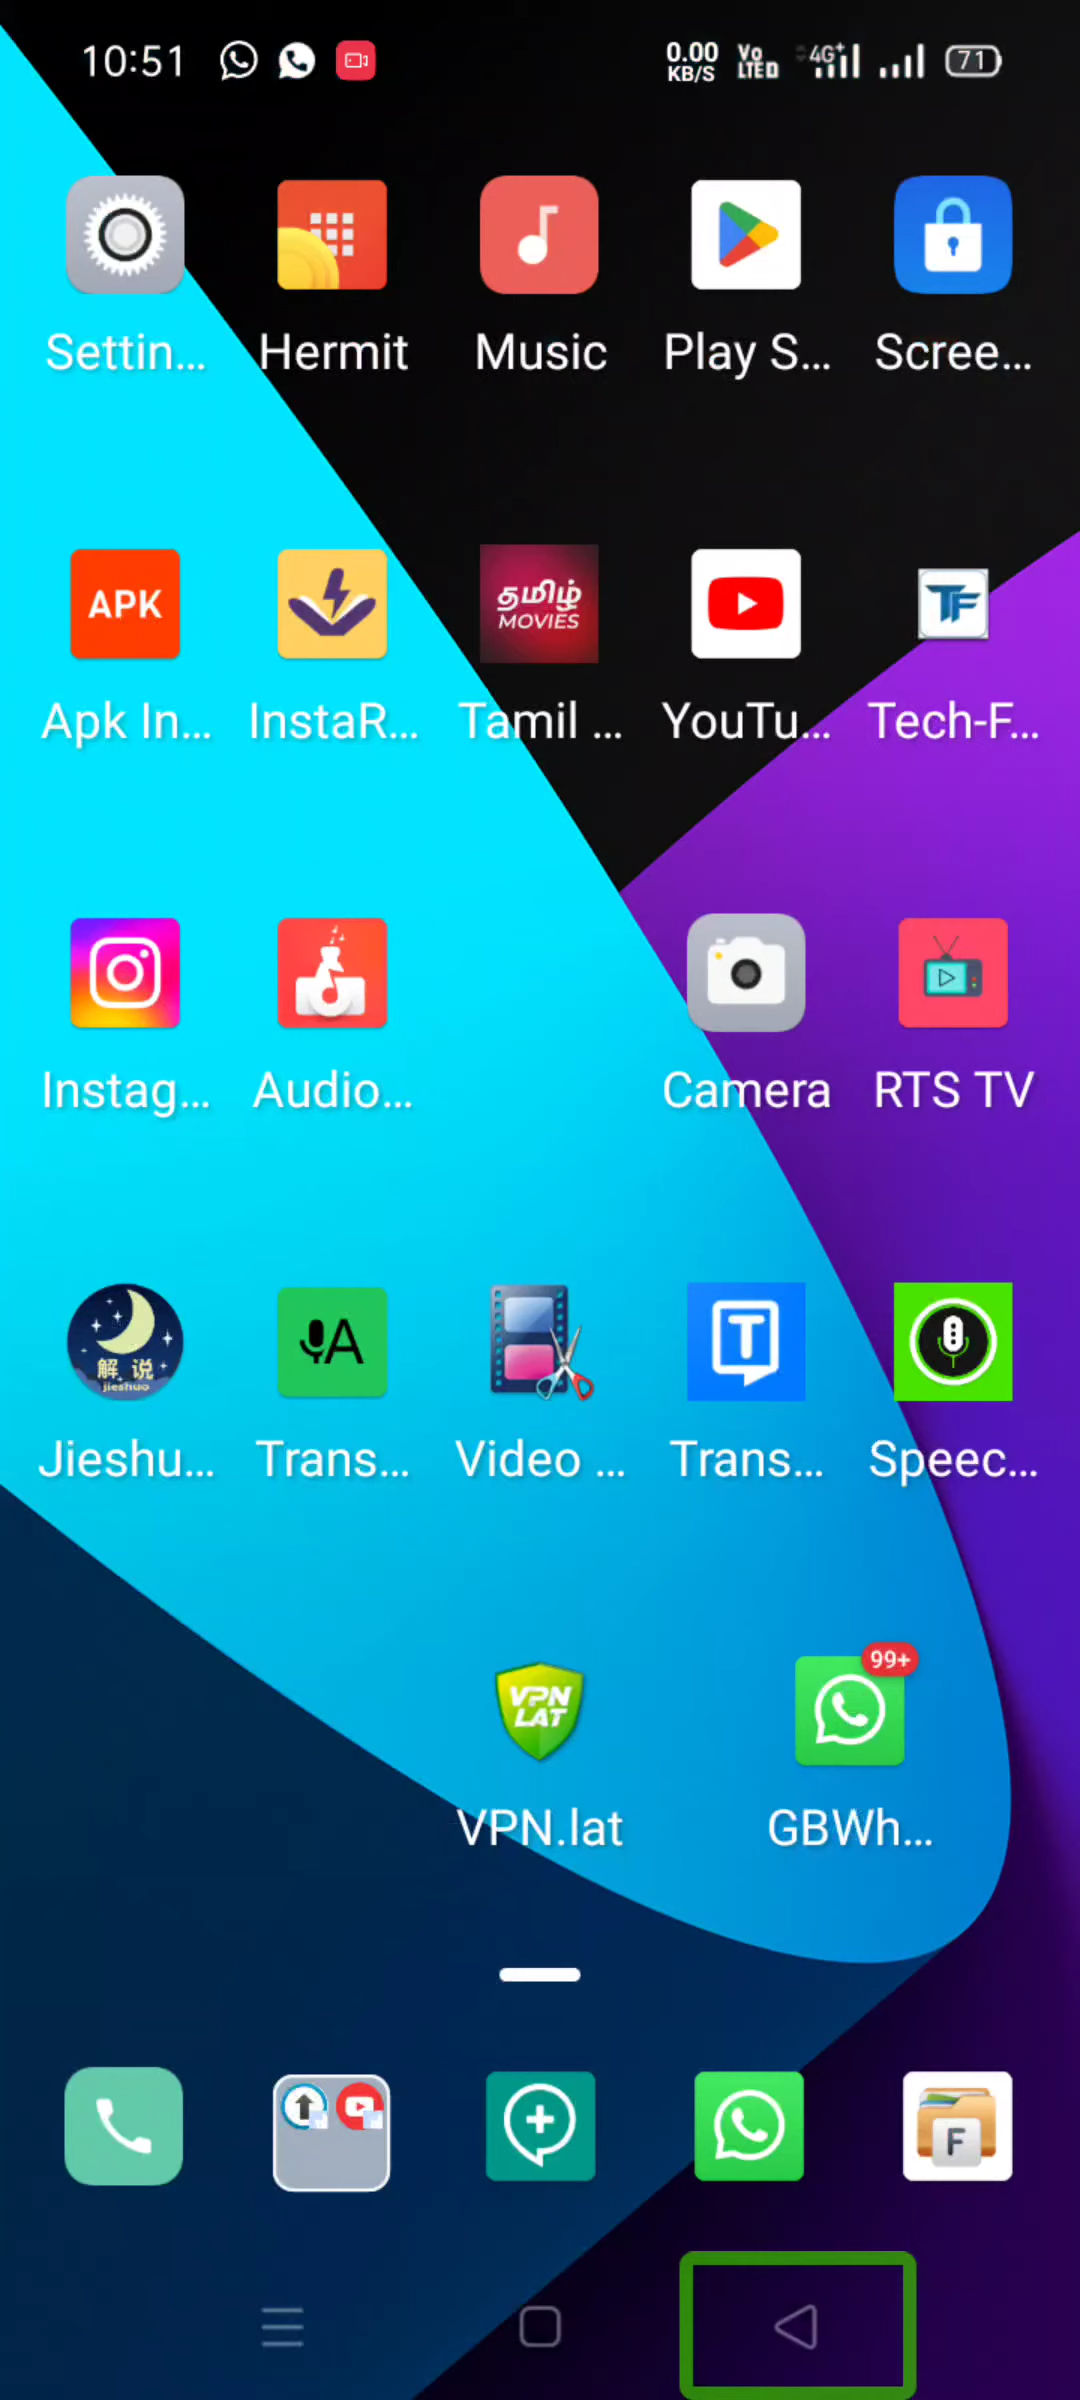 10:51 0.00 KB/S Vo LTE 4G+ 71
Settin... Hermit Music Play S... Scree...
APK
தமிழ்
MOVIES
TF
Apk In... InstaR... Tamil ... YouTu... Tech-F...
Instag... Audio... Camera RTS TV
解说
jieshuo
A
T
Jieshu... Trans... Video ... Trans... Speec...
VPN
LAT
99+
VPN.lat GBWh...
F